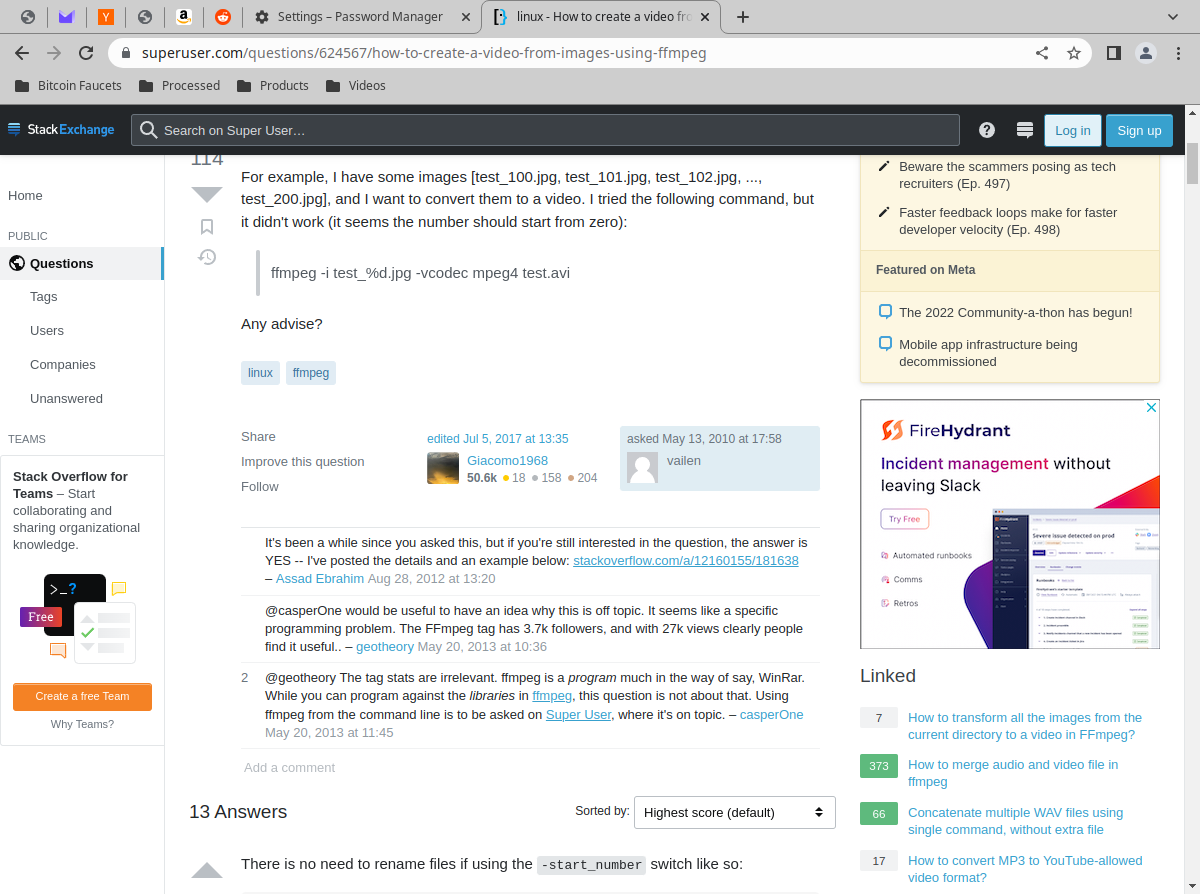 Settings – Password Manager
linux - How to create a video fro
superuser.com/questions/624567/how-to-create-a-video-from-images-using-ffmpeg
Bitcoin Faucets
Processed
Products
Videos
StackExchange
Search on Super User…
Log in
Sign up
Home
PUBLIC
Questions
Tags
Users
Companies
Unanswered
TEAMS
Stack Overflow for
Teams – Start
collaborating and
sharing organizational
knowledge.
>_?
Free
Create a free Team
Why Teams?
114
For example, I have some images [test_100.jpg, test_101.jpg, test_102.jpg, ...,
test_200.jpg], and I want to convert them to a video. I tried the following command, but
it didn't work (it seems the number should start from zero):
ffmpeg -i test_%d.jpg -vcodec mpeg4 test.avi
Any advise?
linux
ffmpeg
Share
Improve this question
Follow
edited Jul 5, 2017 at 13:35
Giacomo1968
50.6k 18 158 204
asked May 13, 2010 at 17:58
vailen
It's been a while since you asked this, but if you're still interested in the question, the answer is
YES -- I've posted the details and an example below: stackoverflow.com/a/12160155/181638
– Assad Ebrahim Aug 28, 2012 at 13:20
@casperOne would be useful to have an idea why this is off topic. It seems like a specific
programming problem. The FFmpeg tag has 3.7k followers, and with 27k views clearly people
find it useful.. – geotheory May 20, 2013 at 10:36
2 @geotheory The tag stats are irrelevant. ffmpeg is a program much in the way of say, WinRar.
While you can program against the libraries in ffmpeg, this question is not about that. Using
ffmpeg from the command line is to be asked on Super User, where it's on topic. – casperOne
May 20, 2013 at 11:45
Add a comment
13 Answers
Sorted by:
Highest score (default)
There is no need to rename files if using the -start_number switch like so:
Beware the scammers posing as tech
recruiters (Ep. 497)
Faster feedback loops make for faster
developer velocity (Ep. 498)
Featured on Meta
The 2022 Community-a-thon has begun!
Mobile app infrastructure being
decommissioned
FireHydrant
Incident management without
leaving Slack
Try Free
Automated runbooks
Comms
Retros
Severe issue detected on prod
Linked
7 How to transform all the images from the
current directory to a video in FFmpeg?
373 How to merge audio and video file in
ffmpeg
66 Concatenate multiple WAV files using
single command, without extra file
17 How to convert MP3 to YouTube-allowed
video format?